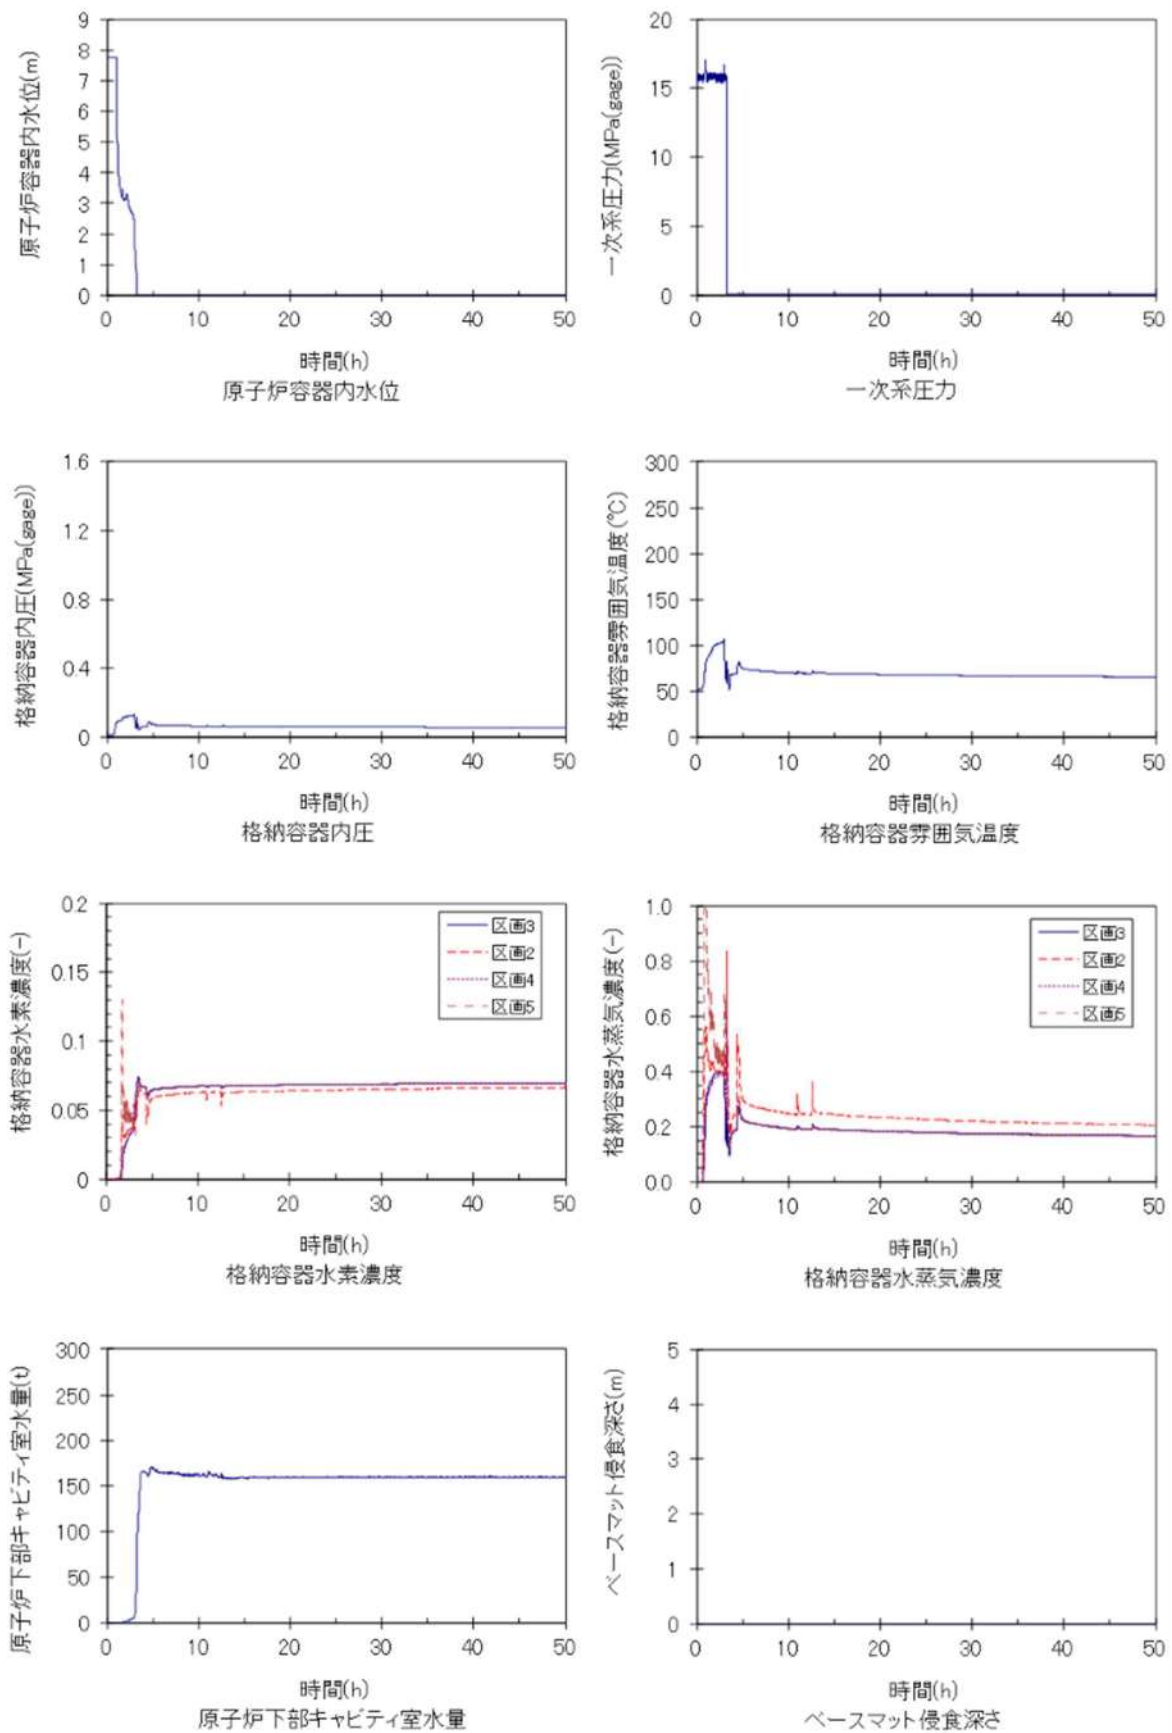 9
8
7
6
5
4
3
2
1
0
原子炉容器内水位(m)
0 10 20 30 40 50
時間(h)
原子炉容器内水位
20
15
10
5
0
一次系圧力(MPa(gage))
0 10 20 30 40 50
時間(h)
一次系圧力
1.6
1.2
0.8
0.4
0
格納容器内圧(MPa(gage))
0 10 20 30 40 50
時間(h)
格納容器内圧
300
250
200
150
100
50
0
格納容器雰囲気温度(℃)
0 10 20 30 40 50
時間(h)
格納容器雰囲気温度
0.2
0.15
0.1
0.05
0
格納容器水素濃度(-)
区画3
区画2
区画4
区画5
0 10 20 30 40 50
時間(h)
格納容器水素濃度
1.0
0.8
0.6
0.4
0.2
0.0
格納容器水蒸気濃度(-)
区画3
区画2
区画4
区画5
0 10 20 30 40 50
時間(h)
格納容器水蒸気濃度
300
250
200
150
100
50
0
原子炉下部キャビティ室水量(t)
0 10 20 30 40 50
時間(h)
原子炉下部キャビティ室水量
5
4
3
2
1
0
ベースマット侵食深さ(m)
0 10 20 30 40 50
時間(h)
ベースマット侵食深さ